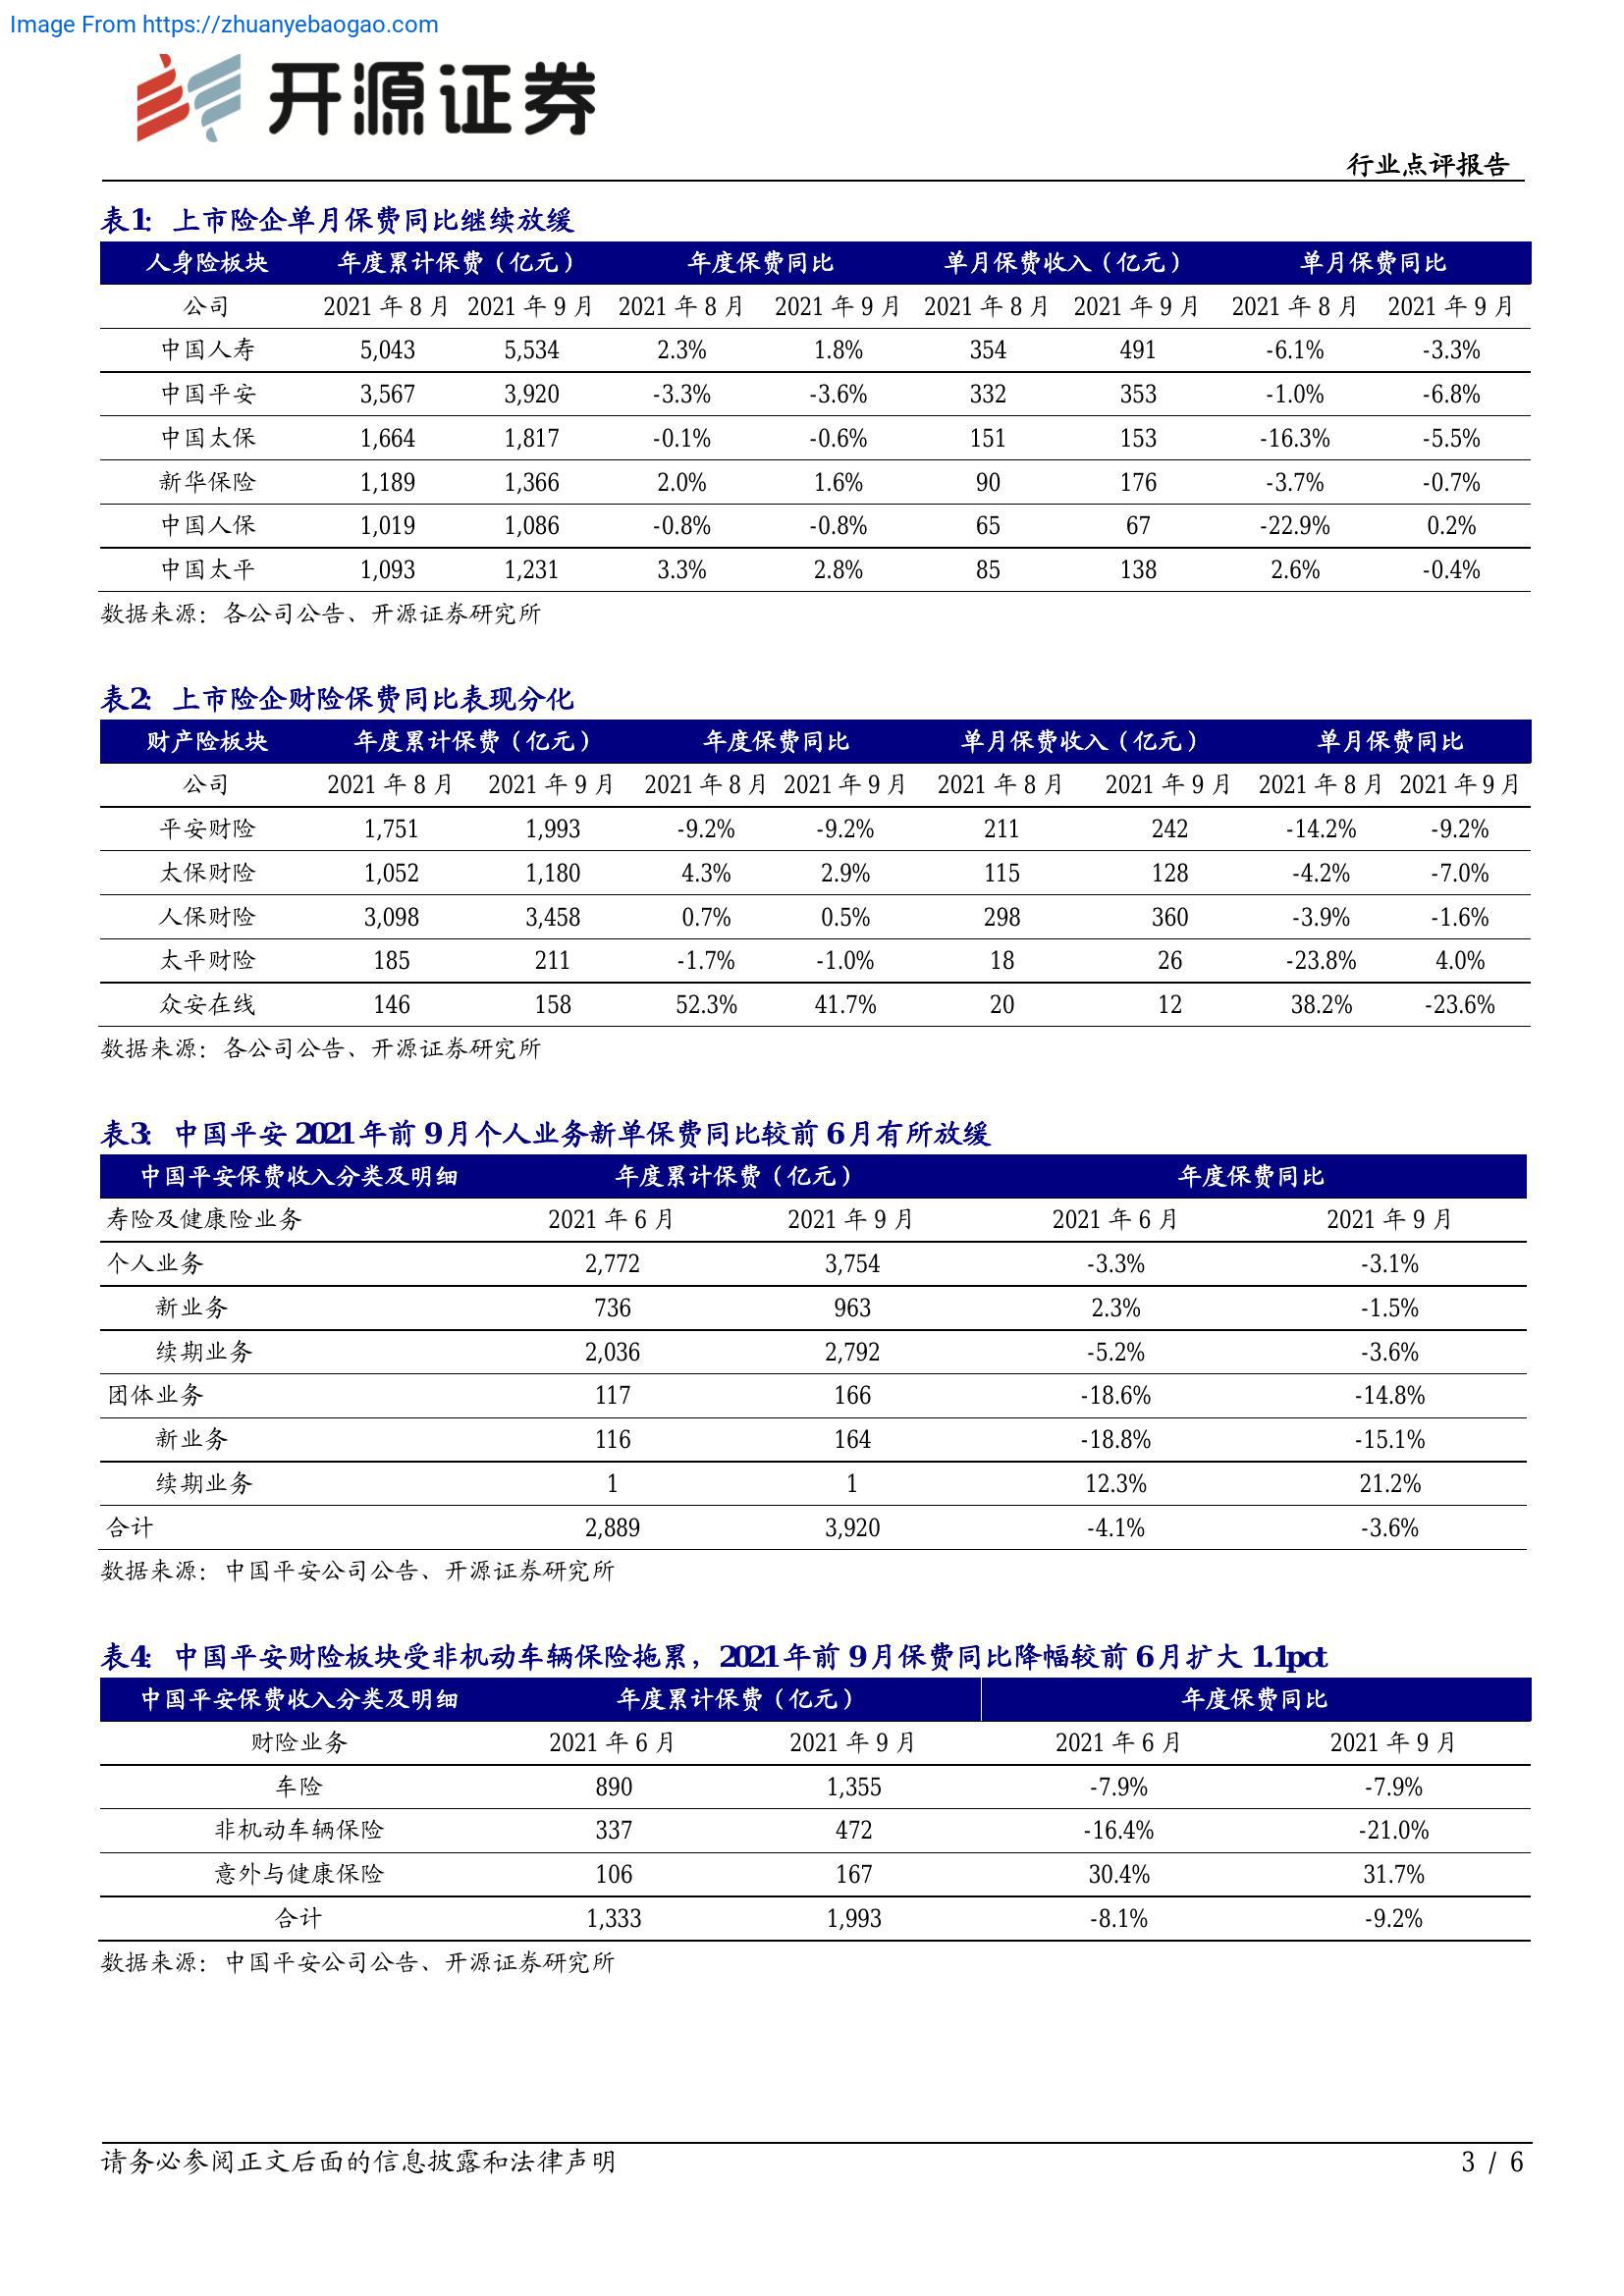 Image From https://zhuanyebaogao.com
开源证券
行业点评报告
表1： 上市险企单月保费同比继续放缓
人身险板块 年度累计保费（亿元） 年度保费同比 单月保费收入（亿元） 单月保费同比
公司 2021 年 8 月 2021 年 9 月 2021 年 8 月 2021 年 9 月 2021 年 8 月 2021 年 9 月 2021 年 8 月 2021 年 9 月
中国人寿 5,043 5,534 2.3% 1.8% 354 491 -6.1% -3.3%
中国平安 3,567 3,920 -3.3% -3.6% 332 353 -1.0% -6.8%
中国太保 1,664 1,817 -0.1% -0.6% 151 153 -16.3% -5.5%
新华保险 1,189 1,366 2.0% 1.6% 90 176 -3.7% -0.7%
中国人保 1,019 1,086 -0.8% -0.8% 65 67 -22.9% 0.2%
中国太平 1,093 1,231 3.3% 2.8% 85 138 2.6% -0.4%
数据来源：各公司公告、开源证券研究所
表2： 上市险企财险保费同比表现分化
财产险板块 年度累计保费（亿元） 年度保费同比 单月保费收入（亿元） 单月保费同比
公司 2021 年 8 月 2021 年 9 月 2021 年 8 月 2021 年 9 月 2021 年 8 月 2021 年 9 月 2021 年 8 月 2021 年 9 月
平安财险 1,751 1,993 -9.2% -9.2% 211 242 -14.2% -9.2%
太保财险 1,052 1,180 4.3% 2.9% 115 128 -4.2% -7.0%
人保财险 3,098 3,458 0.7% 0.5% 298 360 -3.9% -1.6%
太平财险 185 211 -1.7% -1.0% 18 26 -23.8% 4.0%
众安在线 146 158 52.3% 41.7% 20 12 38.2% -23.6%
数据来源：各公司公告、开源证券研究所
表3： 中国平安 2021 年前 9 月个人业务新单保费同比较前 6 月有所放缓
中国平安保费收入分类及明细 年度累计保费（亿元） 年度保费同比
寿险及健康险业务 2021 年 6 月 2021 年 9 月 2021 年 6 月 2021 年 9 月
个人业务 2,772 3,754 -3.3% -3.1%
新业务 736 963 2.3% -1.5%
续期业务 2,036 2,792 -5.2% -3.6%
团体业务 117 166 -18.6% -14.8%
新业务 116 164 -18.8% -15.1%
续期业务 1 1 12.3% 21.2%
合计 2,889 3,920 -4.1% -3.6%
数据来源：中国平安公司公告、开源证券研究所
表4： 中国平安财险板块受非机动车辆保险拖累，2021 年前 9 月保费同比降幅较前 6 月扩大 1.1pct
中国平安保费收入分类及明细 年度累计保费（亿元） 年度保费同比
财险业务 2021 年 6 月 2021 年 9 月 2021 年 6 月 2021 年 9 月
车险 890 1,355 -7.9% -7.9%
非机动车辆保险 337 472 -16.4% -21.0%
意外与健康保险 106 167 30.4% 31.7%
合计 1,333 1,993 -8.1% -9.2%
数据来源：中国平安公司公告、开源证券研究所
请务必参阅正文后面的信息披露和法律声明 3 / 6